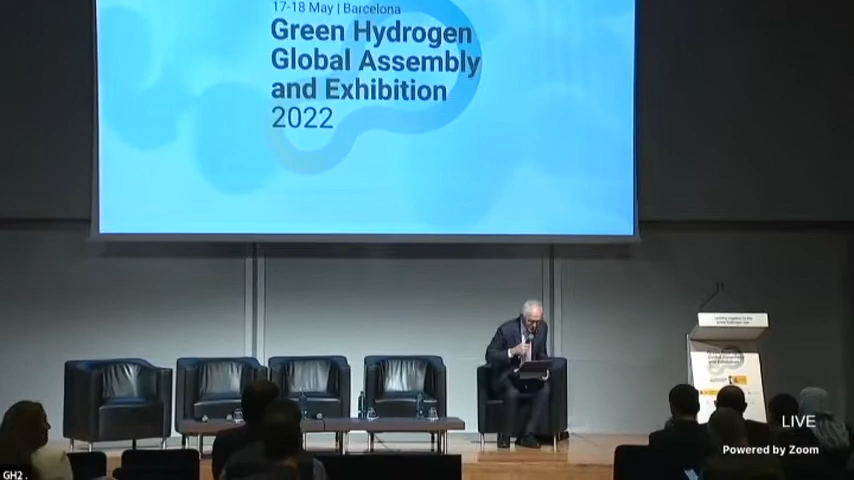 17-18 May | Barcelona
Green Hydrogen
Global Assembly
and Exhibition
2022
LIVE
Powered by Zoom
GH2.